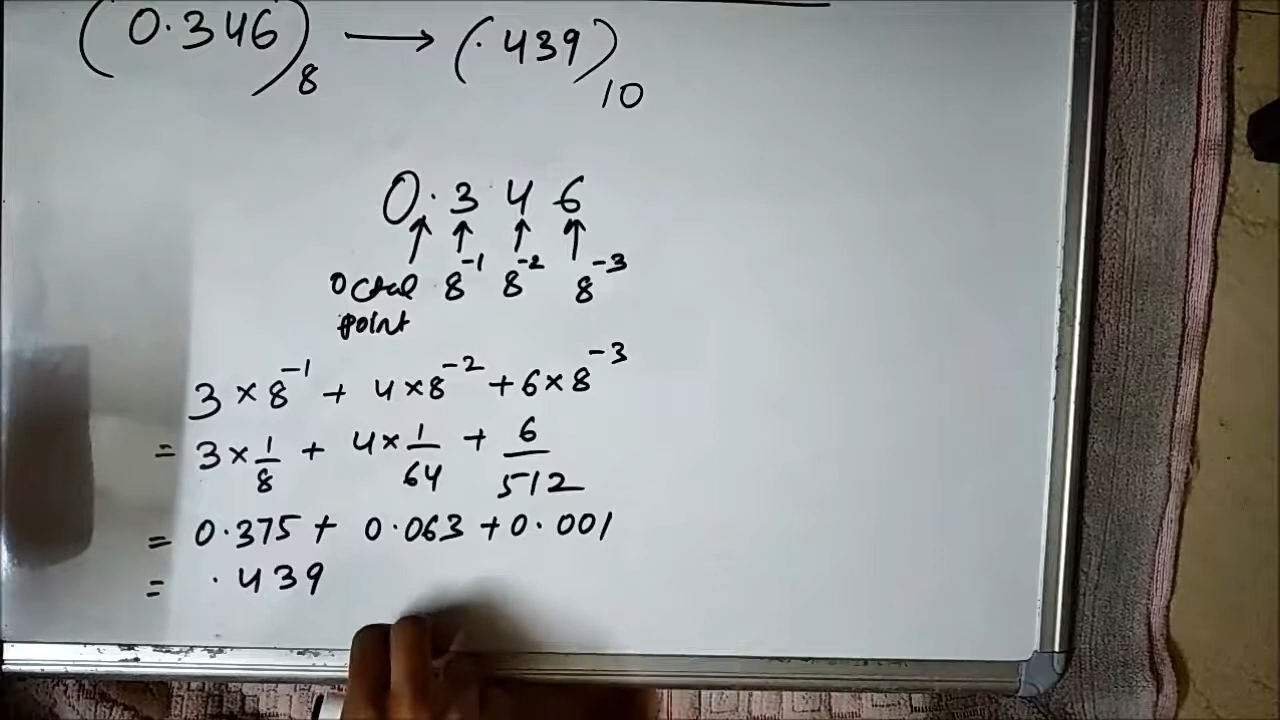 (0.346)₈ → (.439)₁₀
0.3 4 6
↑ ↑ ↑ ↑
octal point 8⁻¹ 8⁻² 8⁻³
3 × 8⁻¹ + 4 × 8⁻² + 6 × 8⁻³
= 3 × 1/8 + 4 × 1/64 + 6/512
= 0.375 + 0.063 + 0.001
= .439